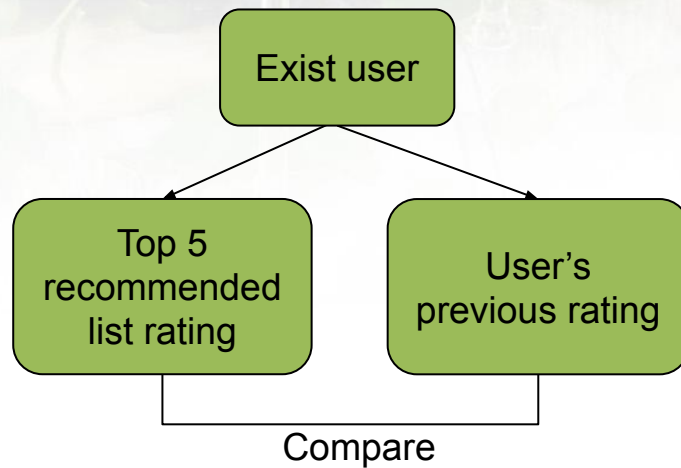 Exist user
Top 5
recommended
list rating
User's
previous rating
Compare